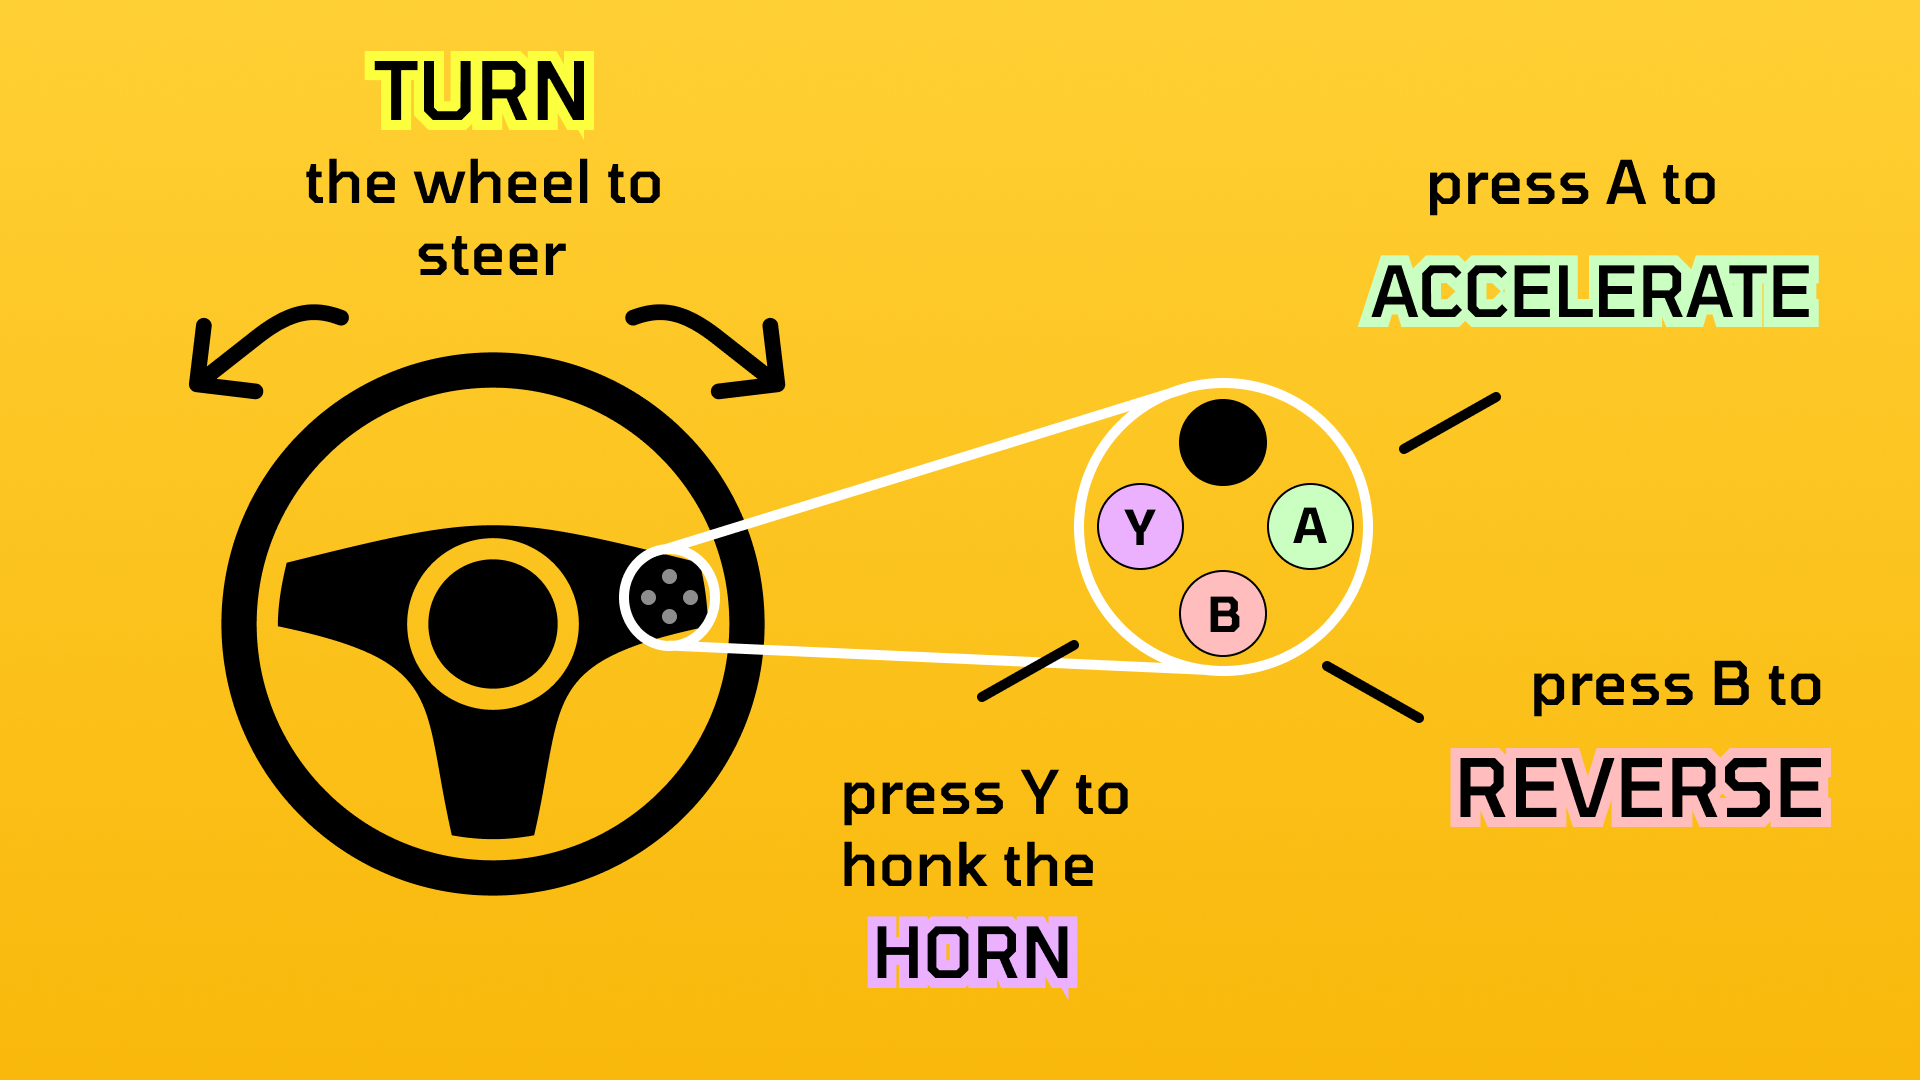 TURN
the wheel to
steer
press A to
ACCELERATE
Y
A
B
press B to
REVERSE
press Y to
honk the
HORN